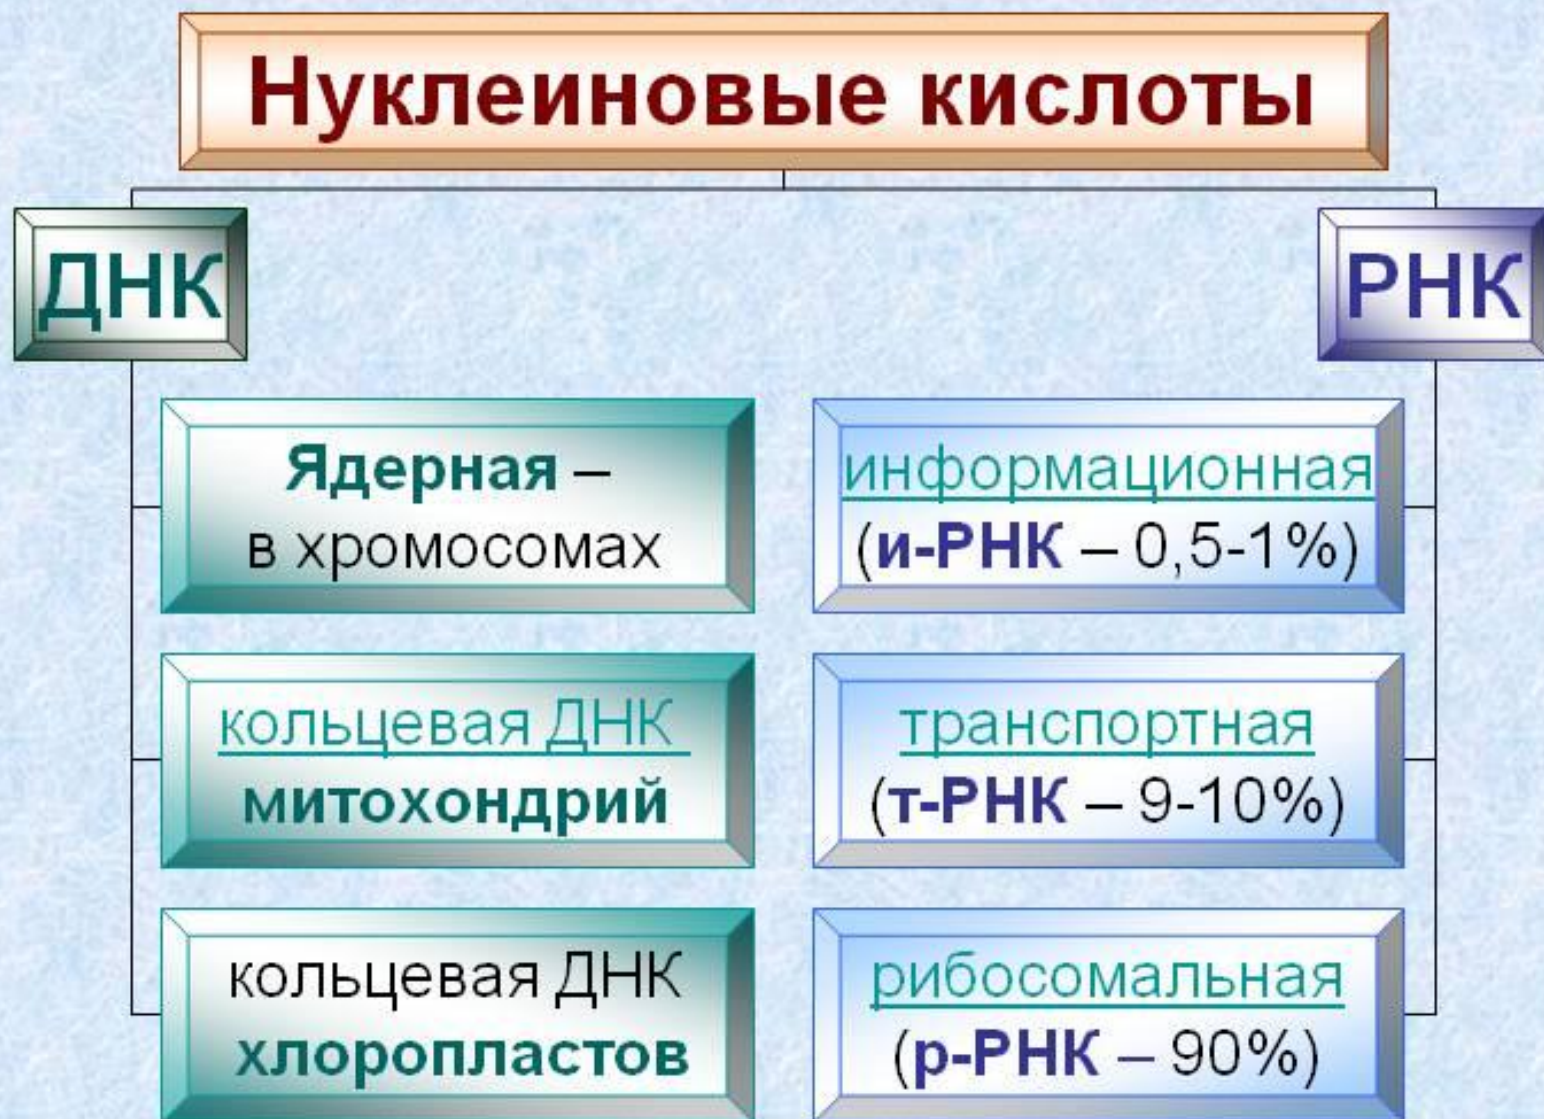 Нуклеиновые кислоты
ДНК
РНК
Ядерная –
в хромосомах
кольцевая ДНК
митохондрий
кольцевая ДНК
хлоропластов
информационная
(и-РНК – 0,5-1%)
транспортная
(т-РНК – 9-10%)
рибосомальная
(р-РНК – 90%)